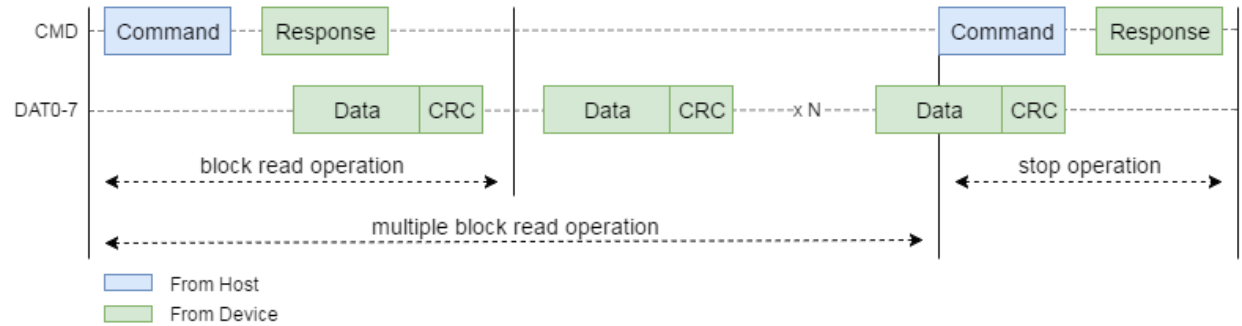 CMD Command Response Command Response
DAT0-7 Data CRC Data CRC x N Data CRC
block read operation stop operation
multiple block read operation
From Host
From Device